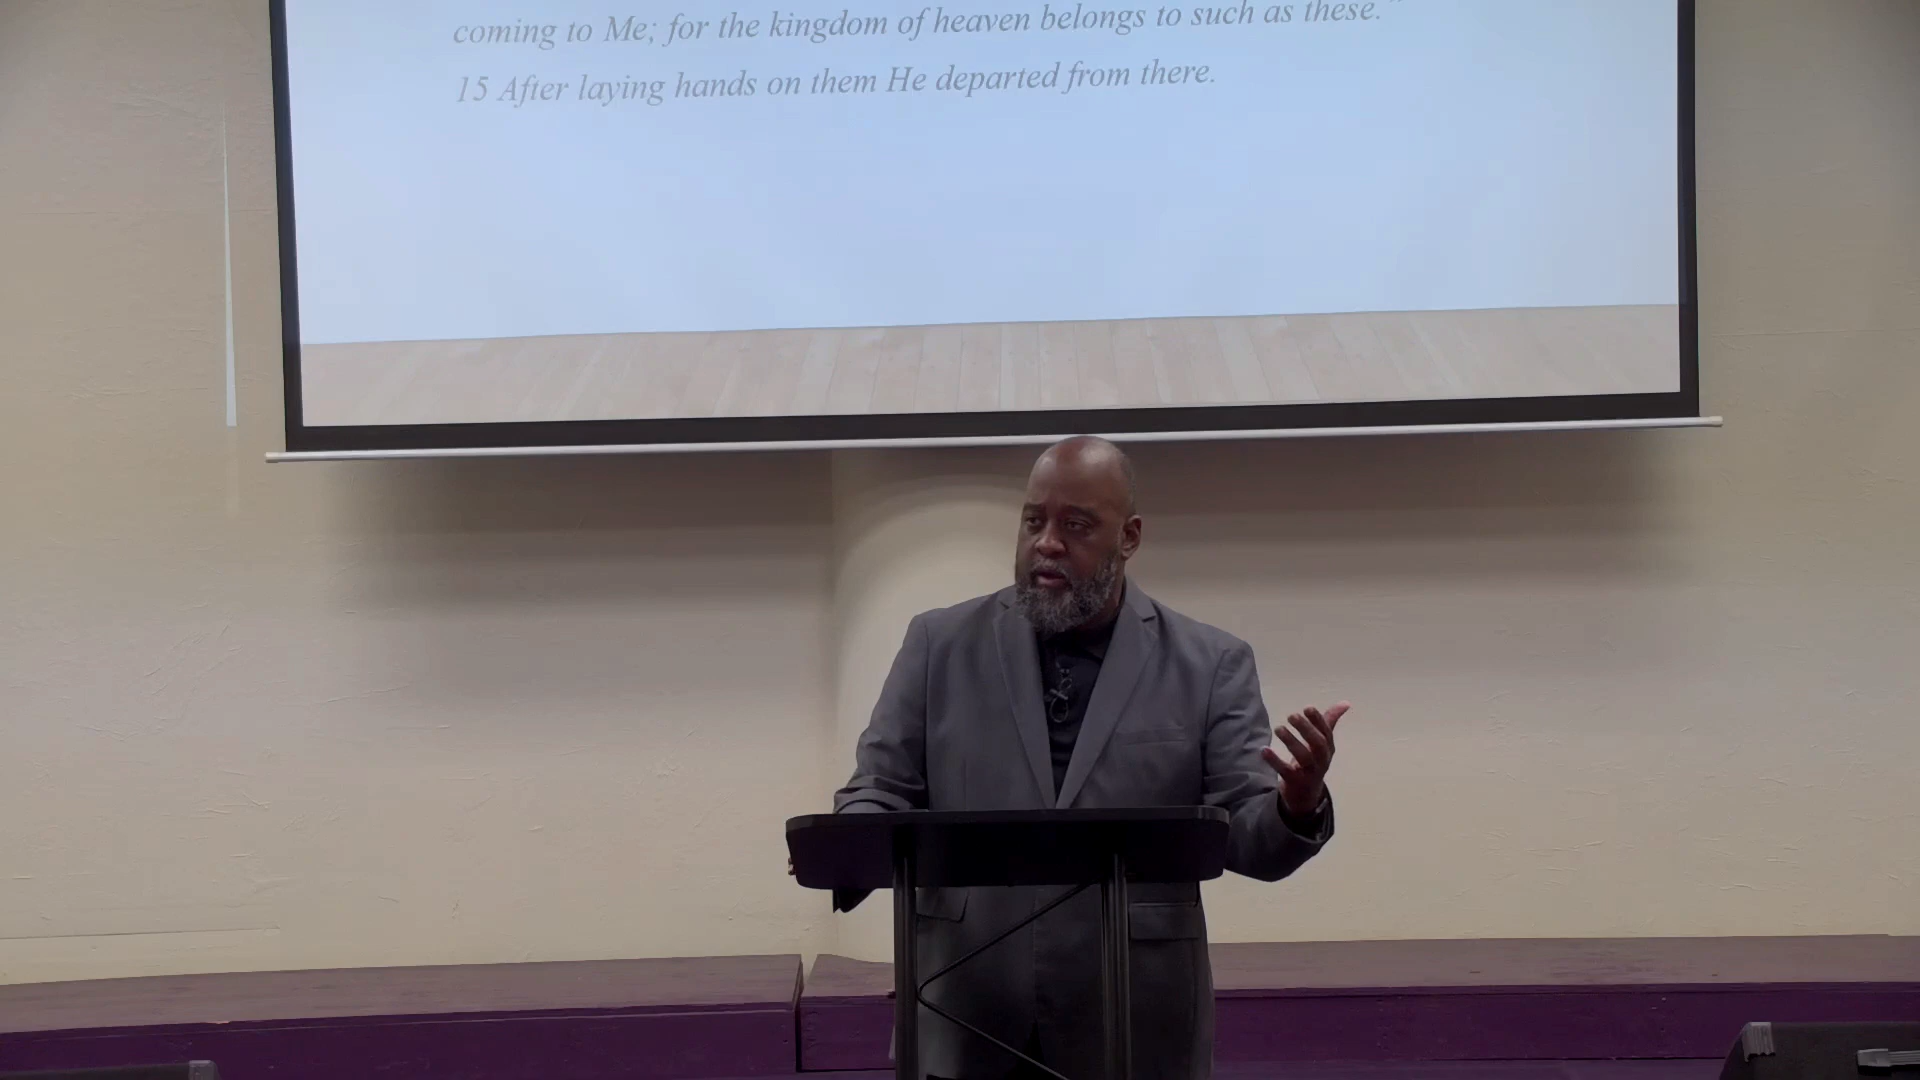 coming to Me; for the kingdom of heaven belongs to such as these."
15 After laying hands on them He departed from there.